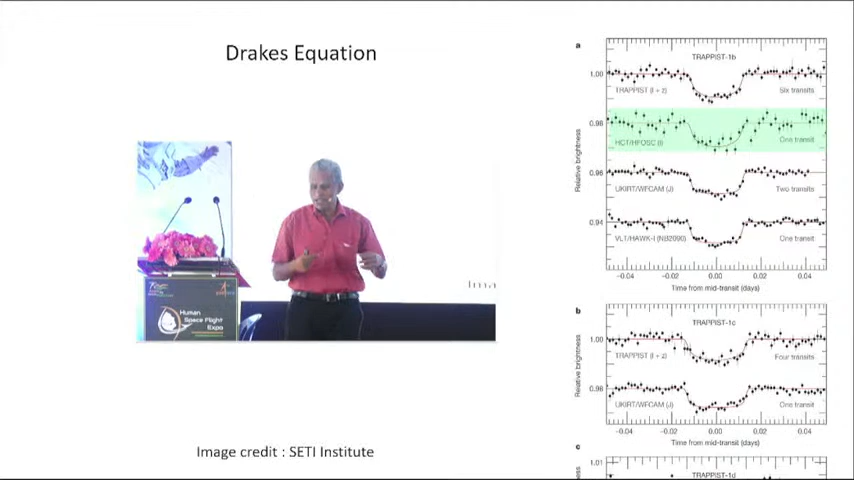 Drakes Equation
Human
Space Flight
Expo
Ima
Image credit : SETI Institute
a
TRAPPIST-1b
1.00
TRAPPIST (I + z)
Six transits
0.98
HCT/HFOSC (I)
One transit
0.96
UKIRT/WFCAM (J)
Two transits
0.94
VLT/HAWK-I (NB2090)
One transit
Relative brightness
−0.04 −0.02 0.00 0.02 0.04
Time from mid-transit (days)
b
TRAPPIST-1c
1.00
TRAPPIST (I + z)
Four transits
0.98
UKIRT/WFCAM (J)
One transit
Relative brightness
−0.04 −0.02 0.00 0.02 0.04
Time from mid-transit (days)
c
1.01
TRAPPIST-1d